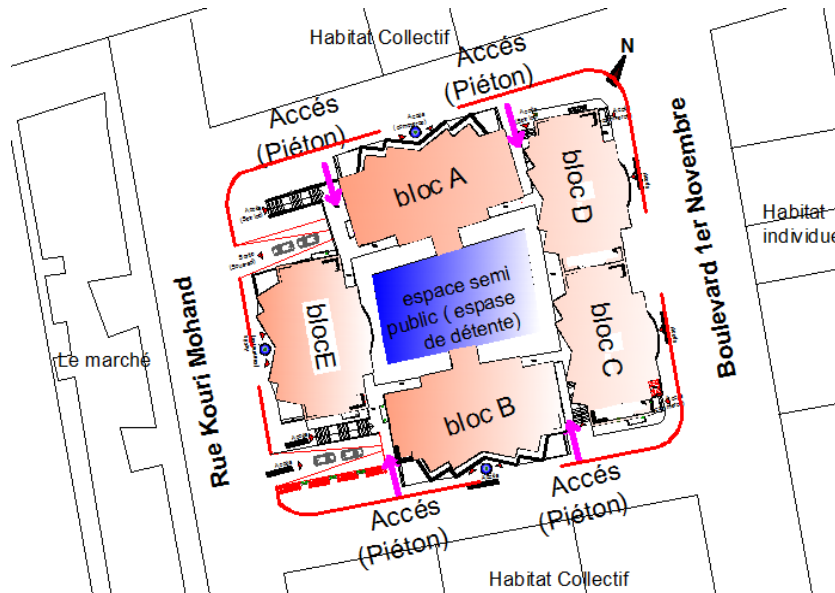 Habitat Collectif
N
Accés
(Piéton)
Accés
(Piéton)
Boulevard 1er Novembre
bloc A
bloc D
Habitat
individue
espace semi
public ( espase
de détente)
blocE
bloc C
Le marché
Rue Kouri Mohand
bloc B
Accés
(Piéton)
Accés
(Piéton)
Habitat Collectif